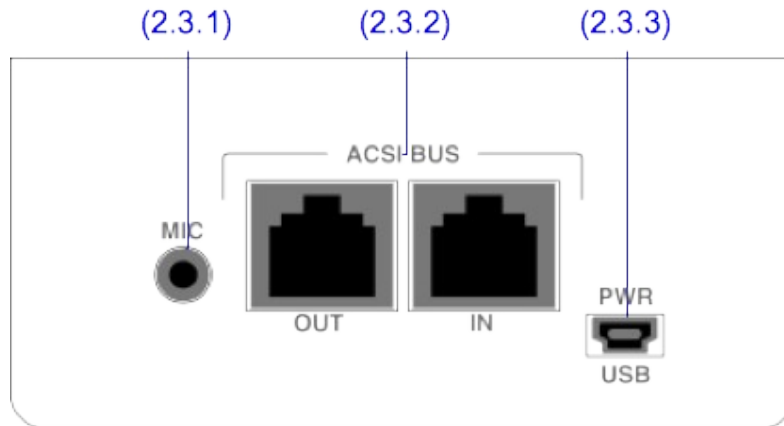 (2.3.1) (2.3.2) (2.3.3)
ACSI-BUS
MIC
PWR
OUT IN
USB